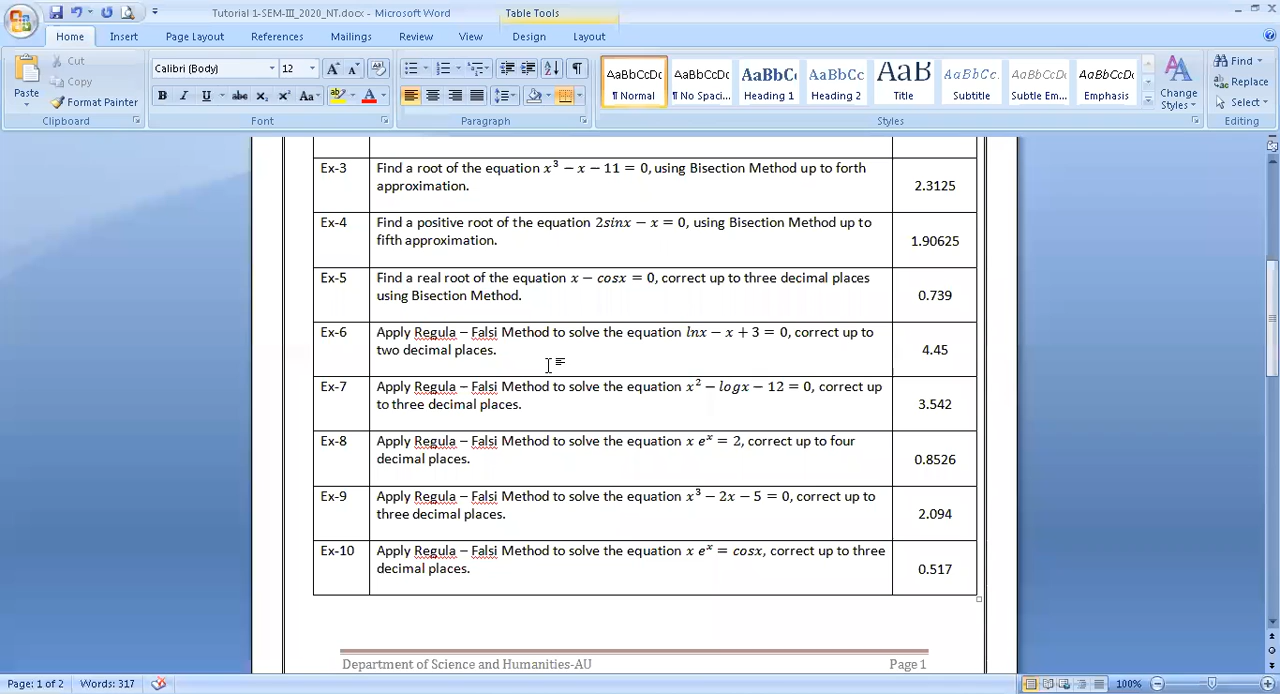 Tutorial 1-SEM-III_2020_NT.docx - Microsoft Word
Table Tools
Home Insert Page Layout References Mailings Review View Design Layout
Paste
Cut
Copy
Format Painter
Clipboard
Calibri (Body) 12
Font
Paragraph
AaBbCcDc AaBbCcDc AaBbC AaBbCc AaB AaBbCc. AaBbCcDc AaBbCcDc
¶ Normal ¶ No Spaci... Heading 1 Heading 2 Title Subtitle Subtle Em... Emphasis
Change Styles
Styles
Find
Replace
Select
Editing
Ex-3 Find a root of the equation x³ − x − 11 = 0, using Bisection Method up to forth
approximation. 2.3125
Ex-4 Find a positive root of the equation 2sinx − x = 0, using Bisection Method up to
fifth approximation. 1.90625
Ex-5 Find a real root of the equation x − cosx = 0, correct up to three decimal places
using Bisection Method. 0.739
Ex-6 Apply Regula – Falsi Method to solve the equation lnx − x + 3 = 0, correct up to
two decimal places. 4.45
Ex-7 Apply Regula – Falsi Method to solve the equation x² − logx − 12 = 0, correct up
to three decimal places. 3.542
Ex-8 Apply Regula – Falsi Method to solve the equation x eˣ = 2, correct up to four
decimal places. 0.8526
Ex-9 Apply Regula – Falsi Method to solve the equation x³ − 2x − 5 = 0, correct up to
three decimal places. 2.094
Ex-10 Apply Regula – Falsi Method to solve the equation x eˣ = cosx, correct up to three
decimal places. 0.517
Department of Science and Humanities-AU Page 1
Page: 1 of 2 Words: 317 100%